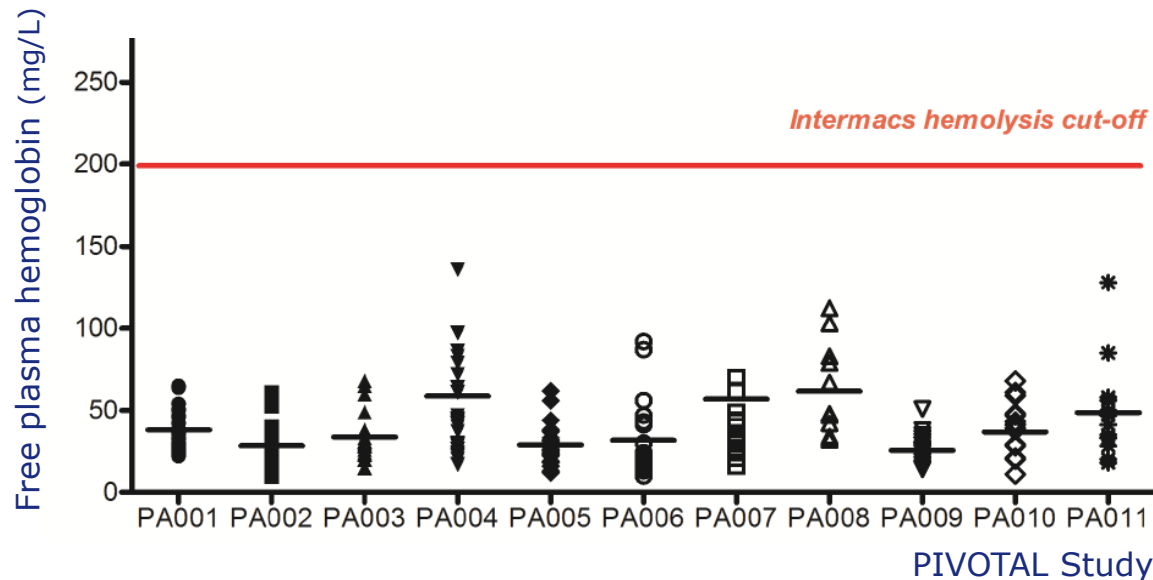 Free plasma hemoglobin (mg/L)
250
200
150
100
50
0
Intermacs hemolysis cut-off
PA001 PA002 PA003 PA004 PA005 PA006 PA007 PA008 PA009 PA010 PA011
PIVOTAL Study